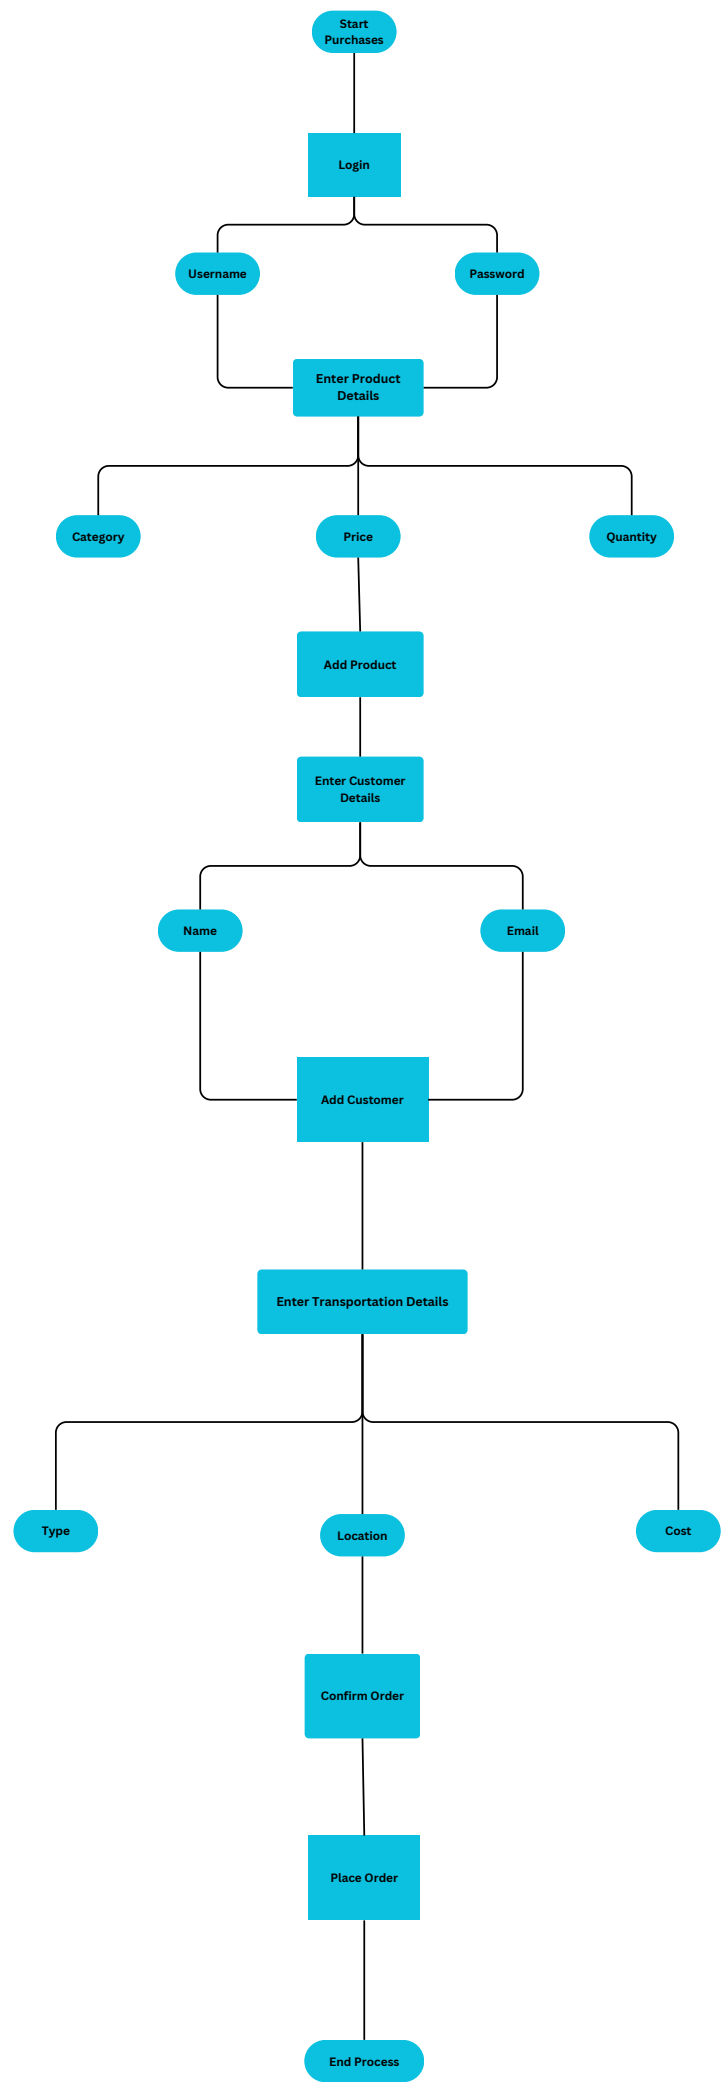 Start
Purchases
Login
Username
Password
Enter Product
Details
Category
Price
Quantity
Add Product
Enter Customer
Details
Name
Email
Add Customer
Enter Transportation Details
Type
Location
Cost
Confirm Order
Place Order
End Process